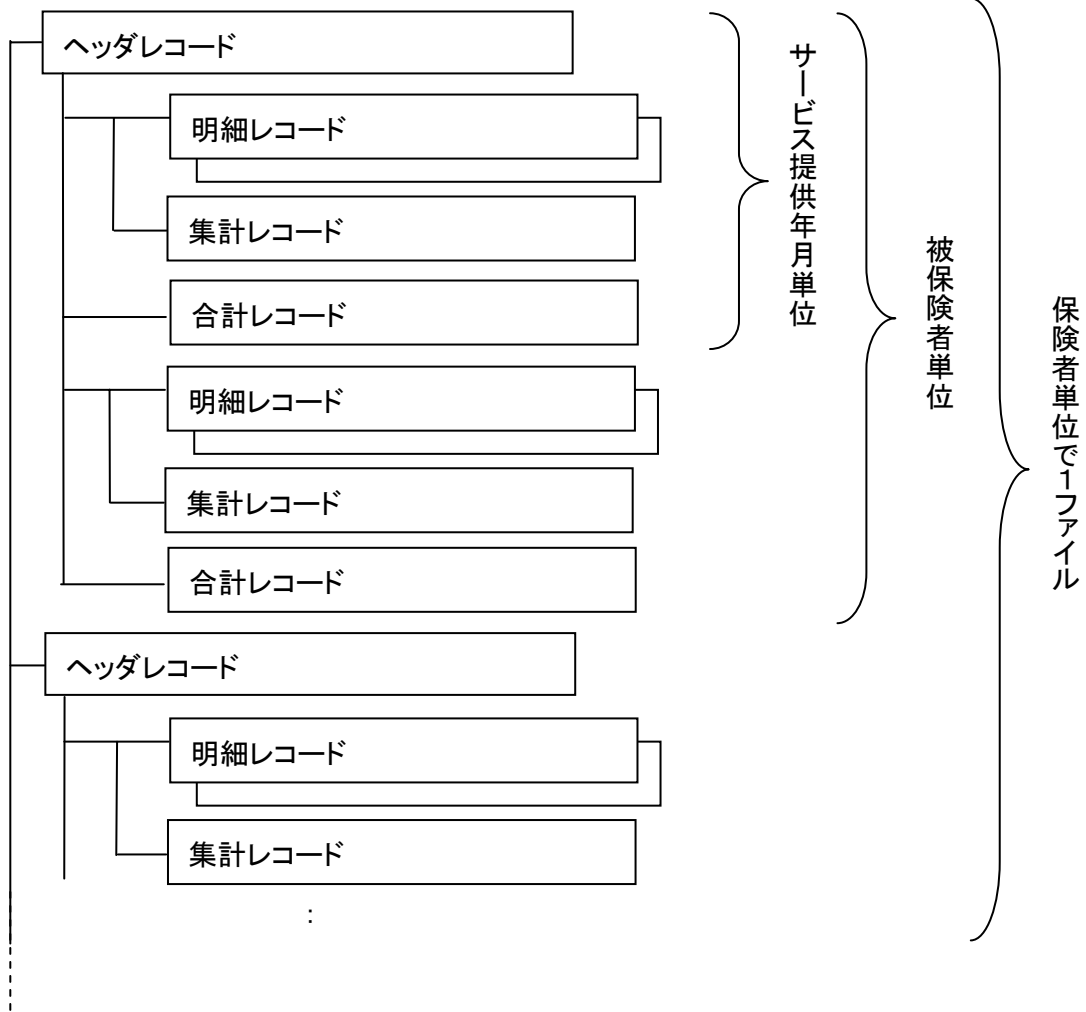 ヘッダレコード
明細レコード
集計レコード
合計レコード
明細レコード
集計レコード
合計レコード
ヘッダレコード
明細レコード
集計レコード
:
サービス提供年月単位
被保険者単位
保険者単位で1ファイル